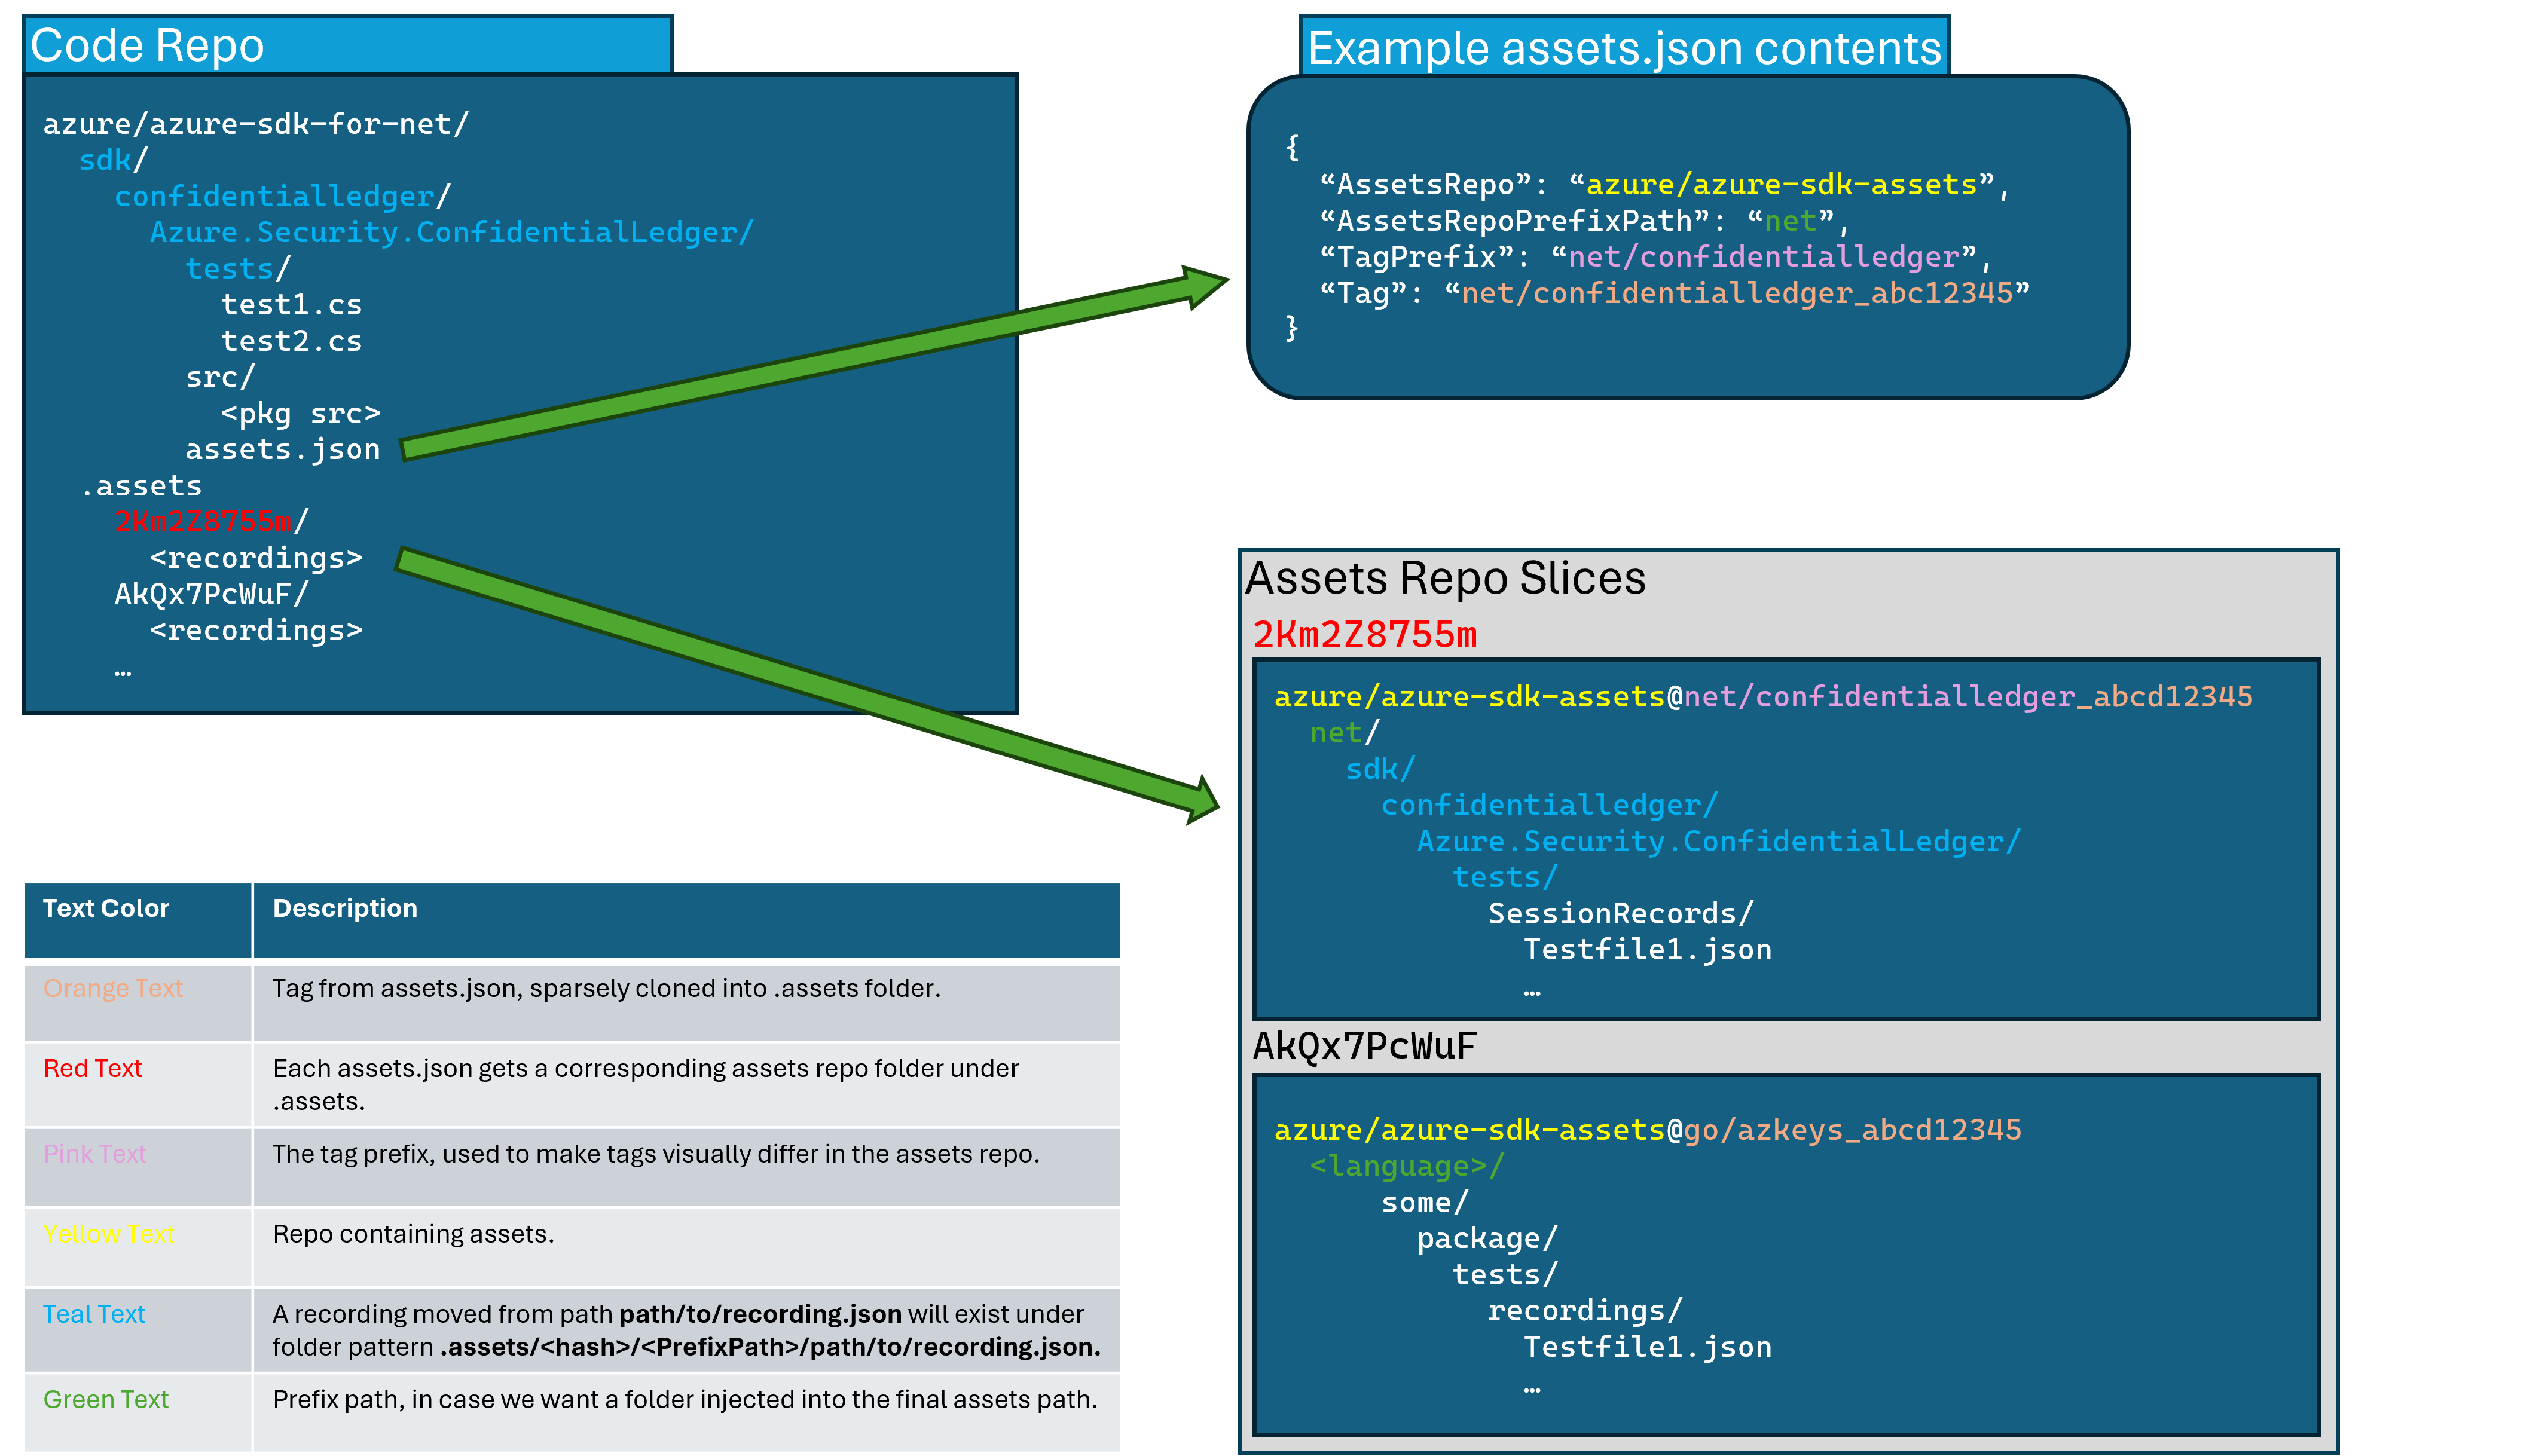 Code Repo
azure/azure-sdk-for-net/
sdk/
confidentialledger/
Azure.Security.ConfidentialLedger/
tests/
test1.cs
test2.cs
src/
<pkg src>
assets.json
.assets
2Km2Z8755m/
<recordings>
AkQx7PcWuF/
<recordings>
…
Example assets.json contents
{
“AssetsRepo”: “azure/azure-sdk-assets”,
“AssetsRepoPrefixPath”: “net”,
“TagPrefix”: “net/confidentialledger”,
“Tag”: “net/confidentialledger_abc12345”
}
Assets Repo Slices
2Km2Z8755m
azure/azure-sdk-assets@net/confidentialledger_abcd12345
net/
sdk/
confidentialledger/
Azure.Security.ConfidentialLedger/
tests/
SessionRecords/
Testfile1.json
…
AkQx7PcWuF
azure/azure-sdk-assets@go/azkeys_abcd12345
<language>/
some/
package/
tests/
recordings/
Testfile1.json
…
Text Color Description
Orange Text Tag from assets.json, sparsely cloned into .assets folder.
Red Text Each assets.json gets a corresponding assets repo folder under
.assets.
Pink Text The tag prefix, used to make tags visually differ in the assets repo.
Yellow Text Repo containing assets.
Teal Text A recording moved from path path/to/recording.json will exist under
folder pattern .assets/<hash>/<PrefixPath>/path/to/recording.json.
Green Text Prefix path, in case we want a folder injected into the final assets path.